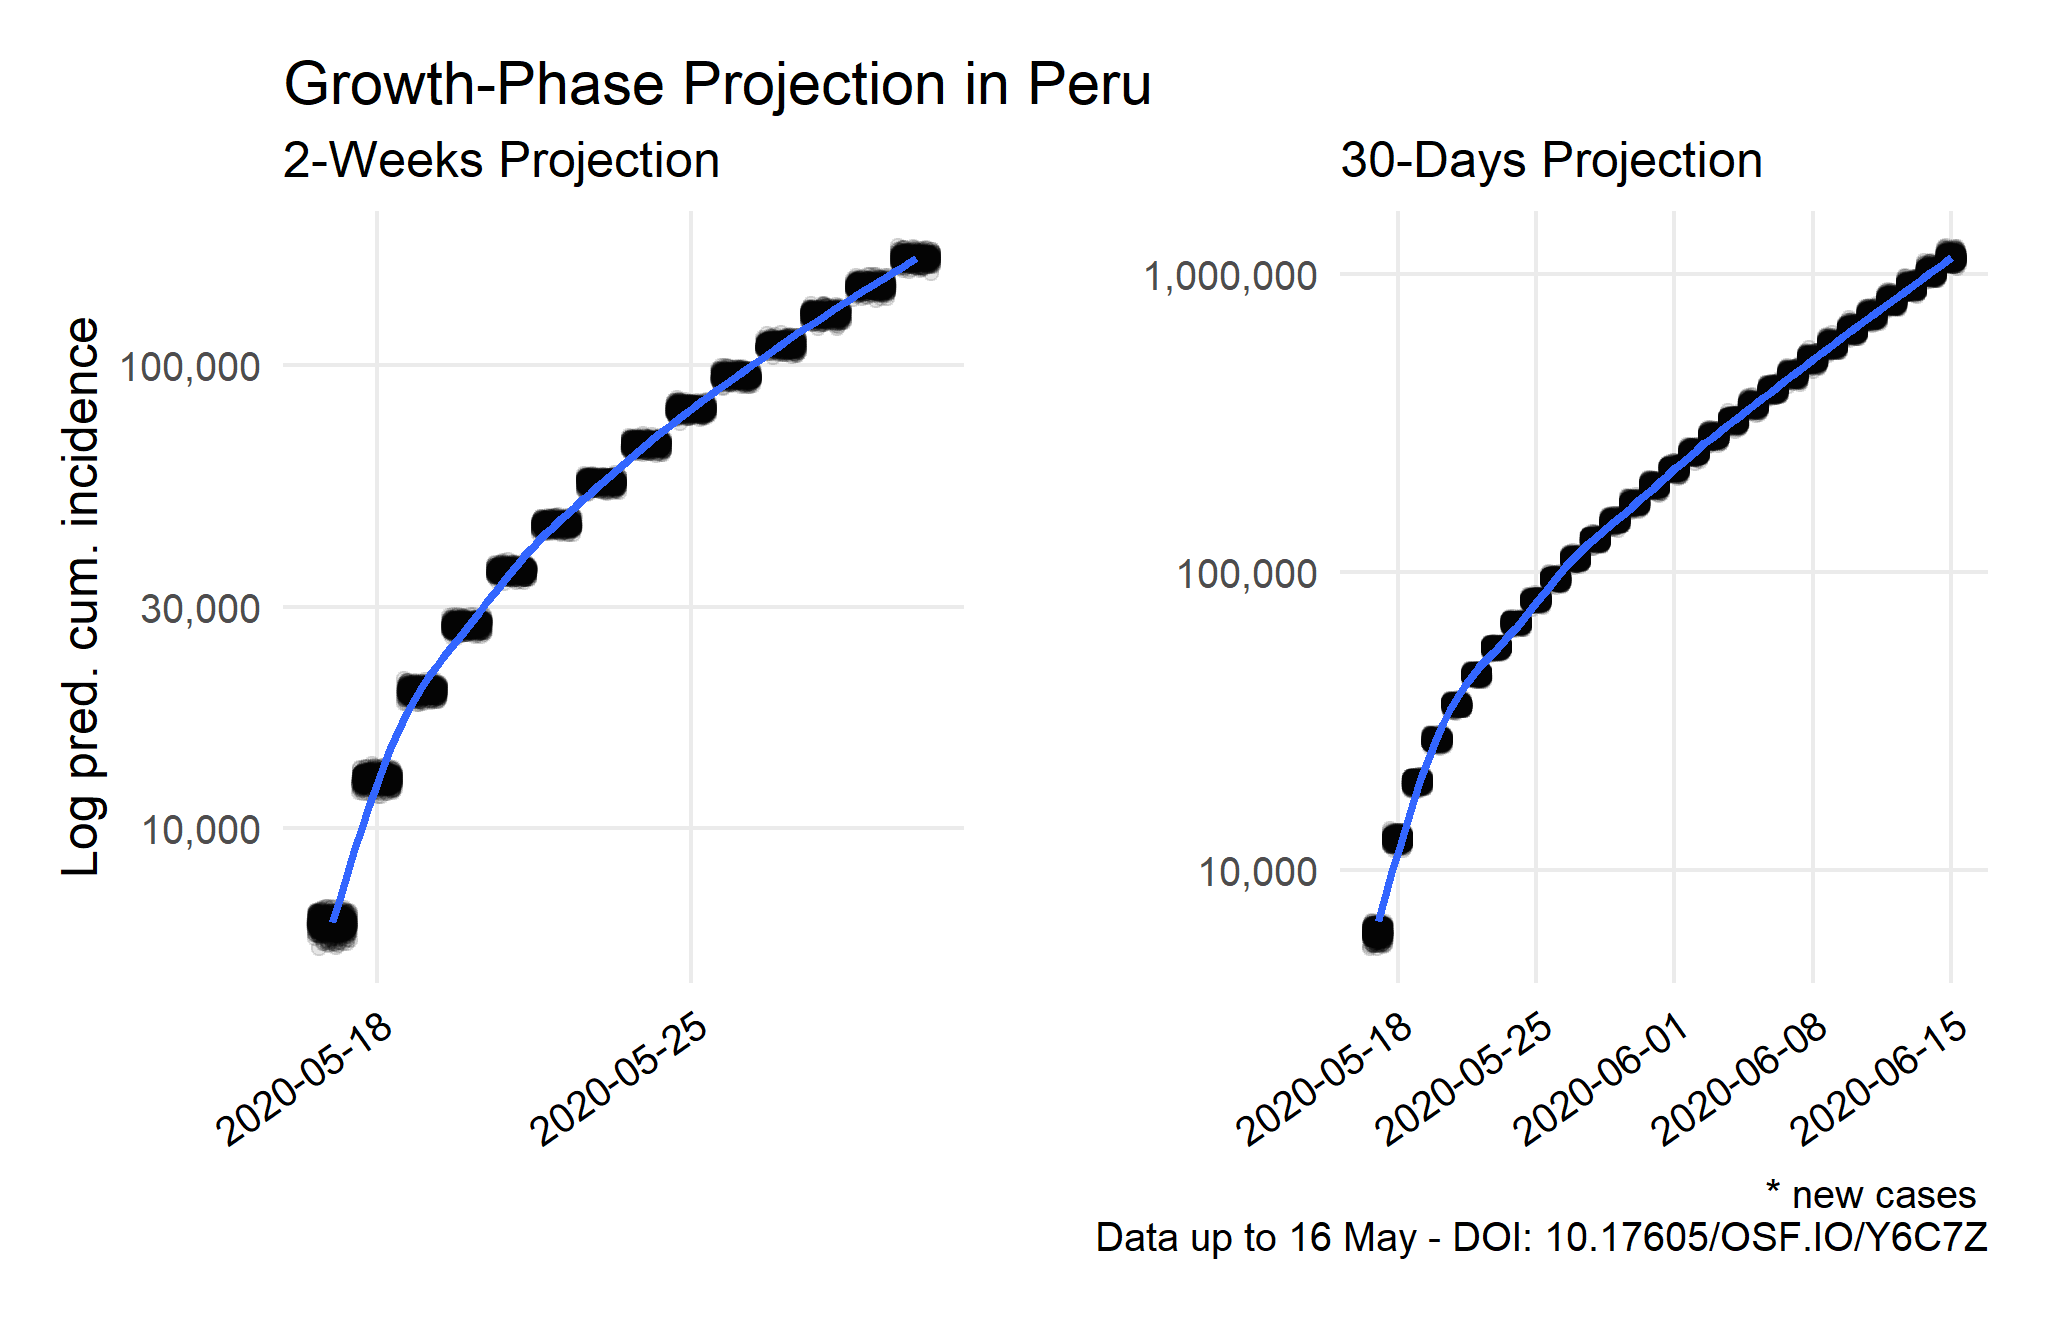 Growth-Phase Projection in Peru
2-Weeks Projection
Log pred. cum. incidence
100,000
30,000
10,000
2020-05-18
2020-05-25
30-Days Projection
1,000,000
100,000
10,000
2020-05-18
2020-05-25
2020-06-01
2020-06-08
2020-06-15
* new cases
Data up to 16 May - DOI: 10.17605/OSF.IO/Y6C7Z